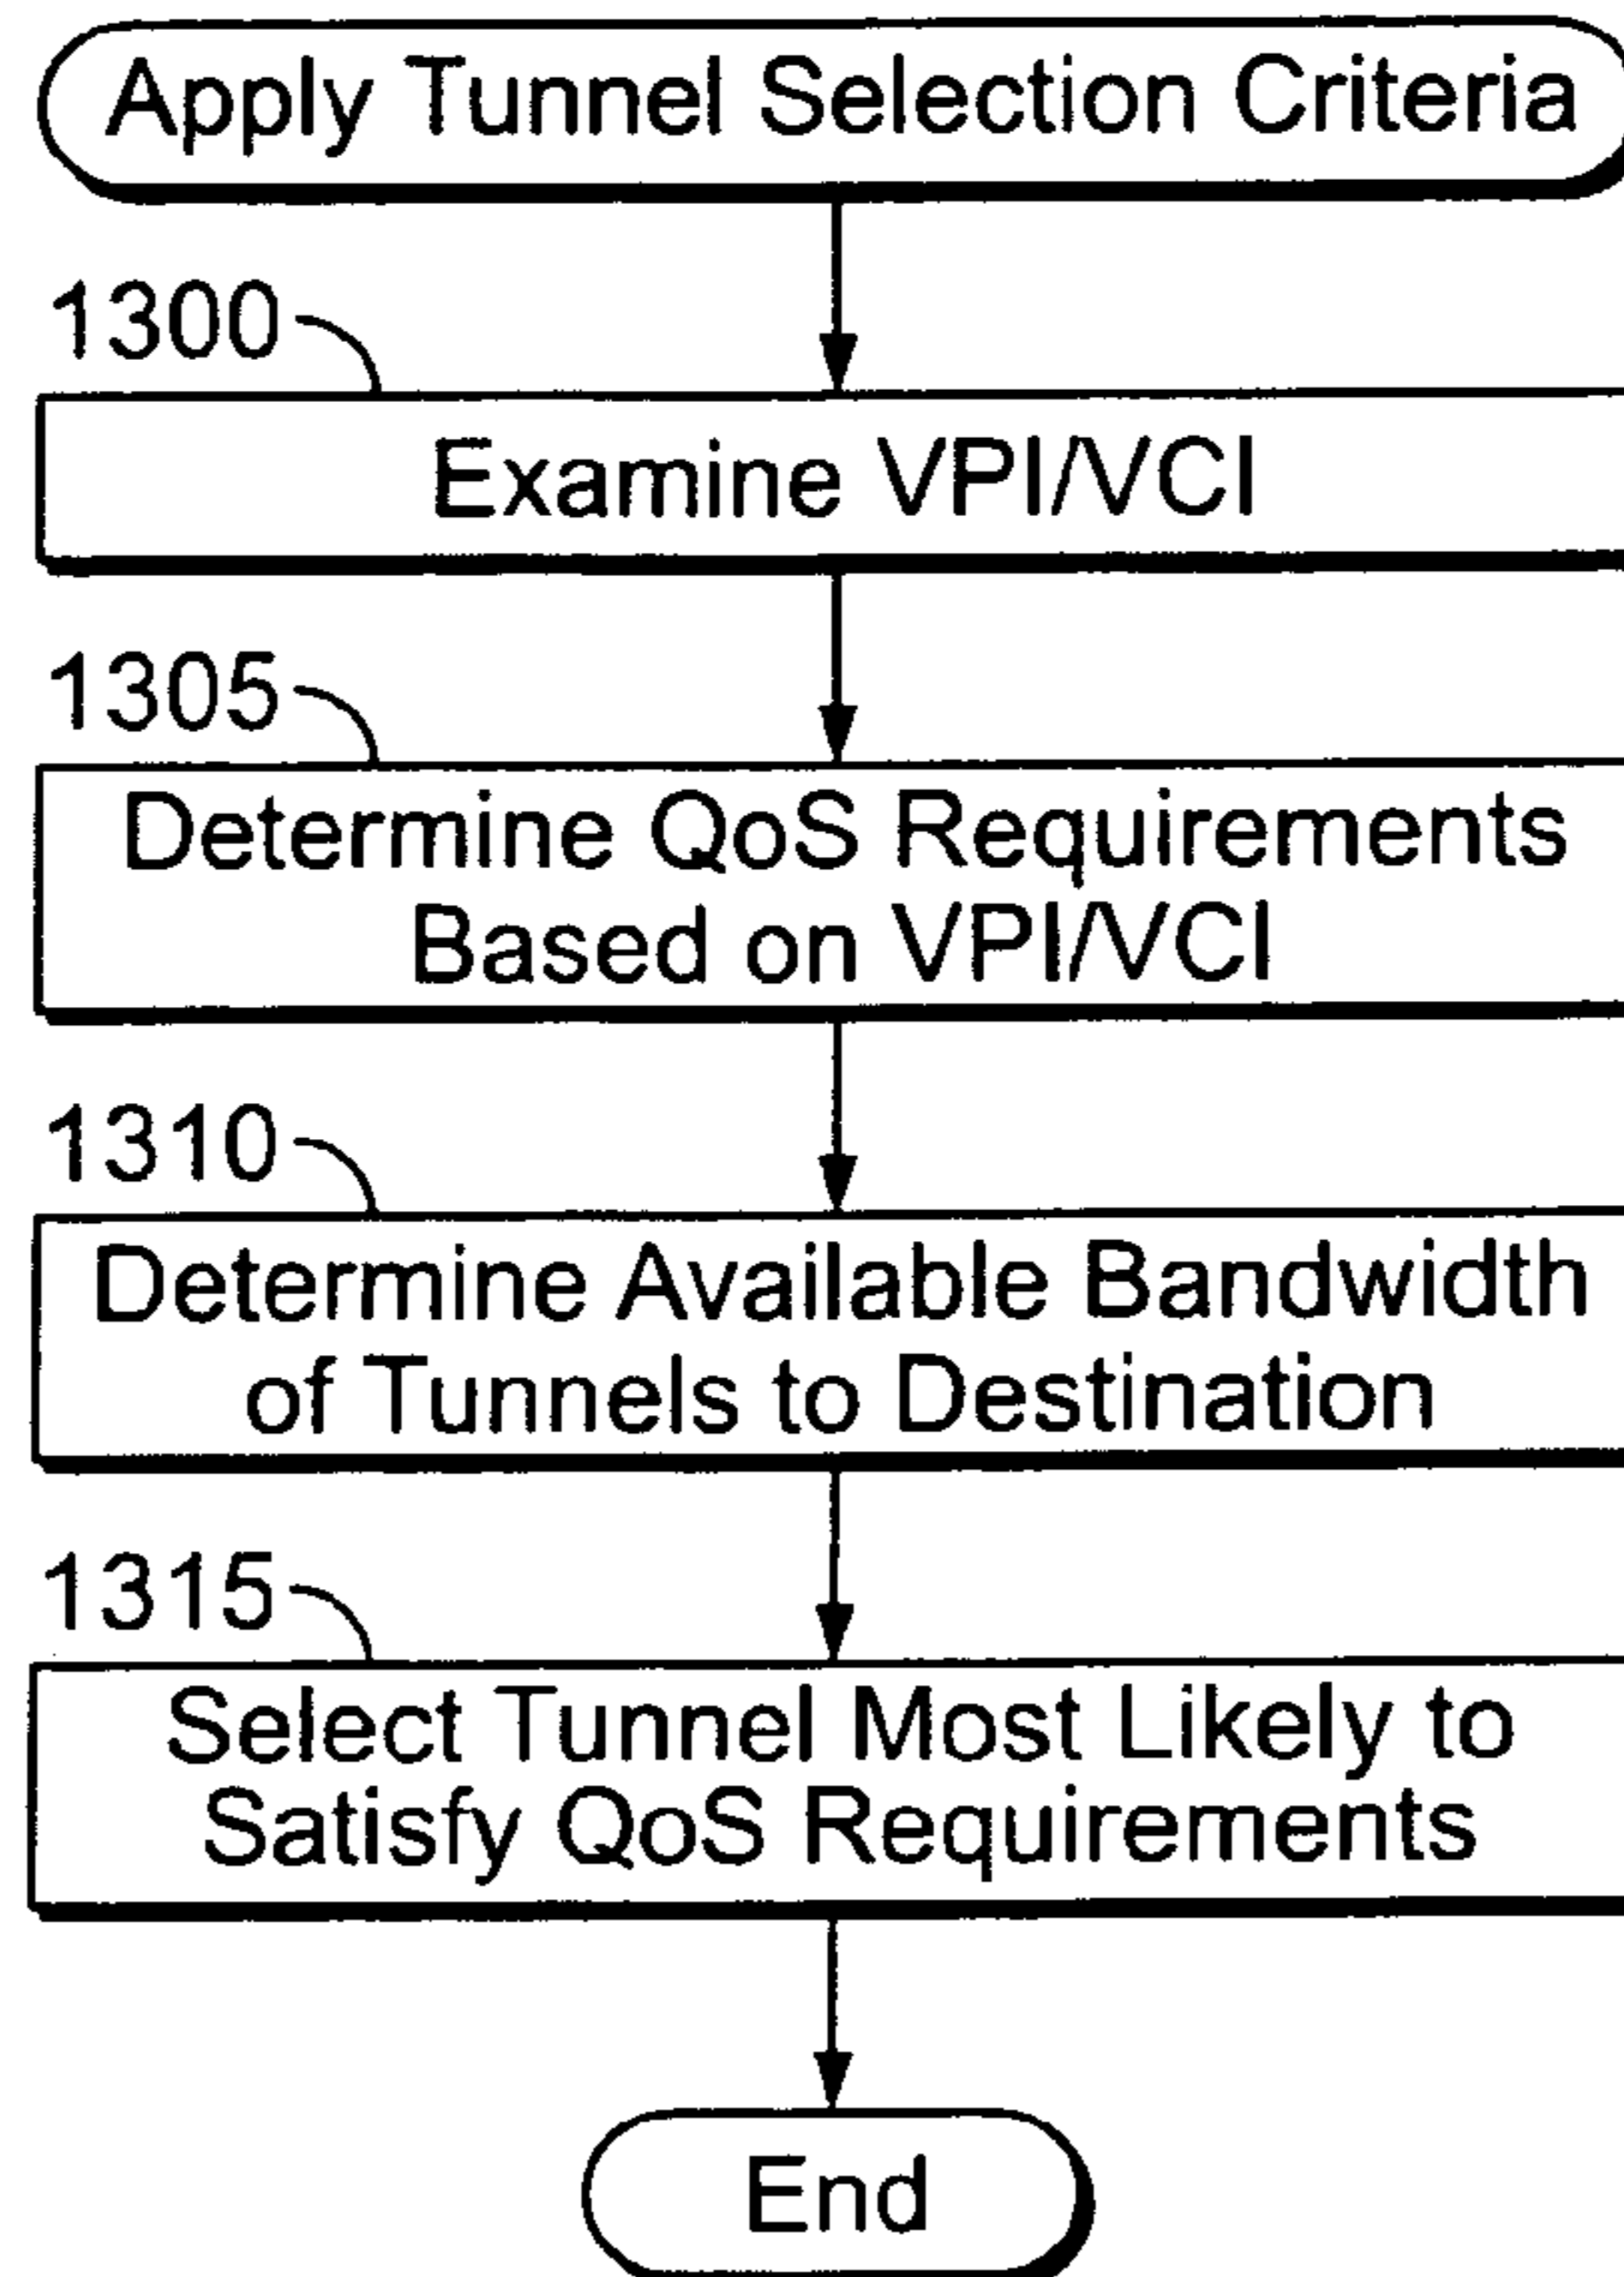 Apply Tunnel Selection Criteria
1300
Examine VPI/VCI
1305
Determine QoS Requirements
Based on VPI/VCI
1310
Determine Available Bandwidth
of Tunnels to Destination
1315
Select Tunnel Most Likely to
Satisfy QoS Requirements
End